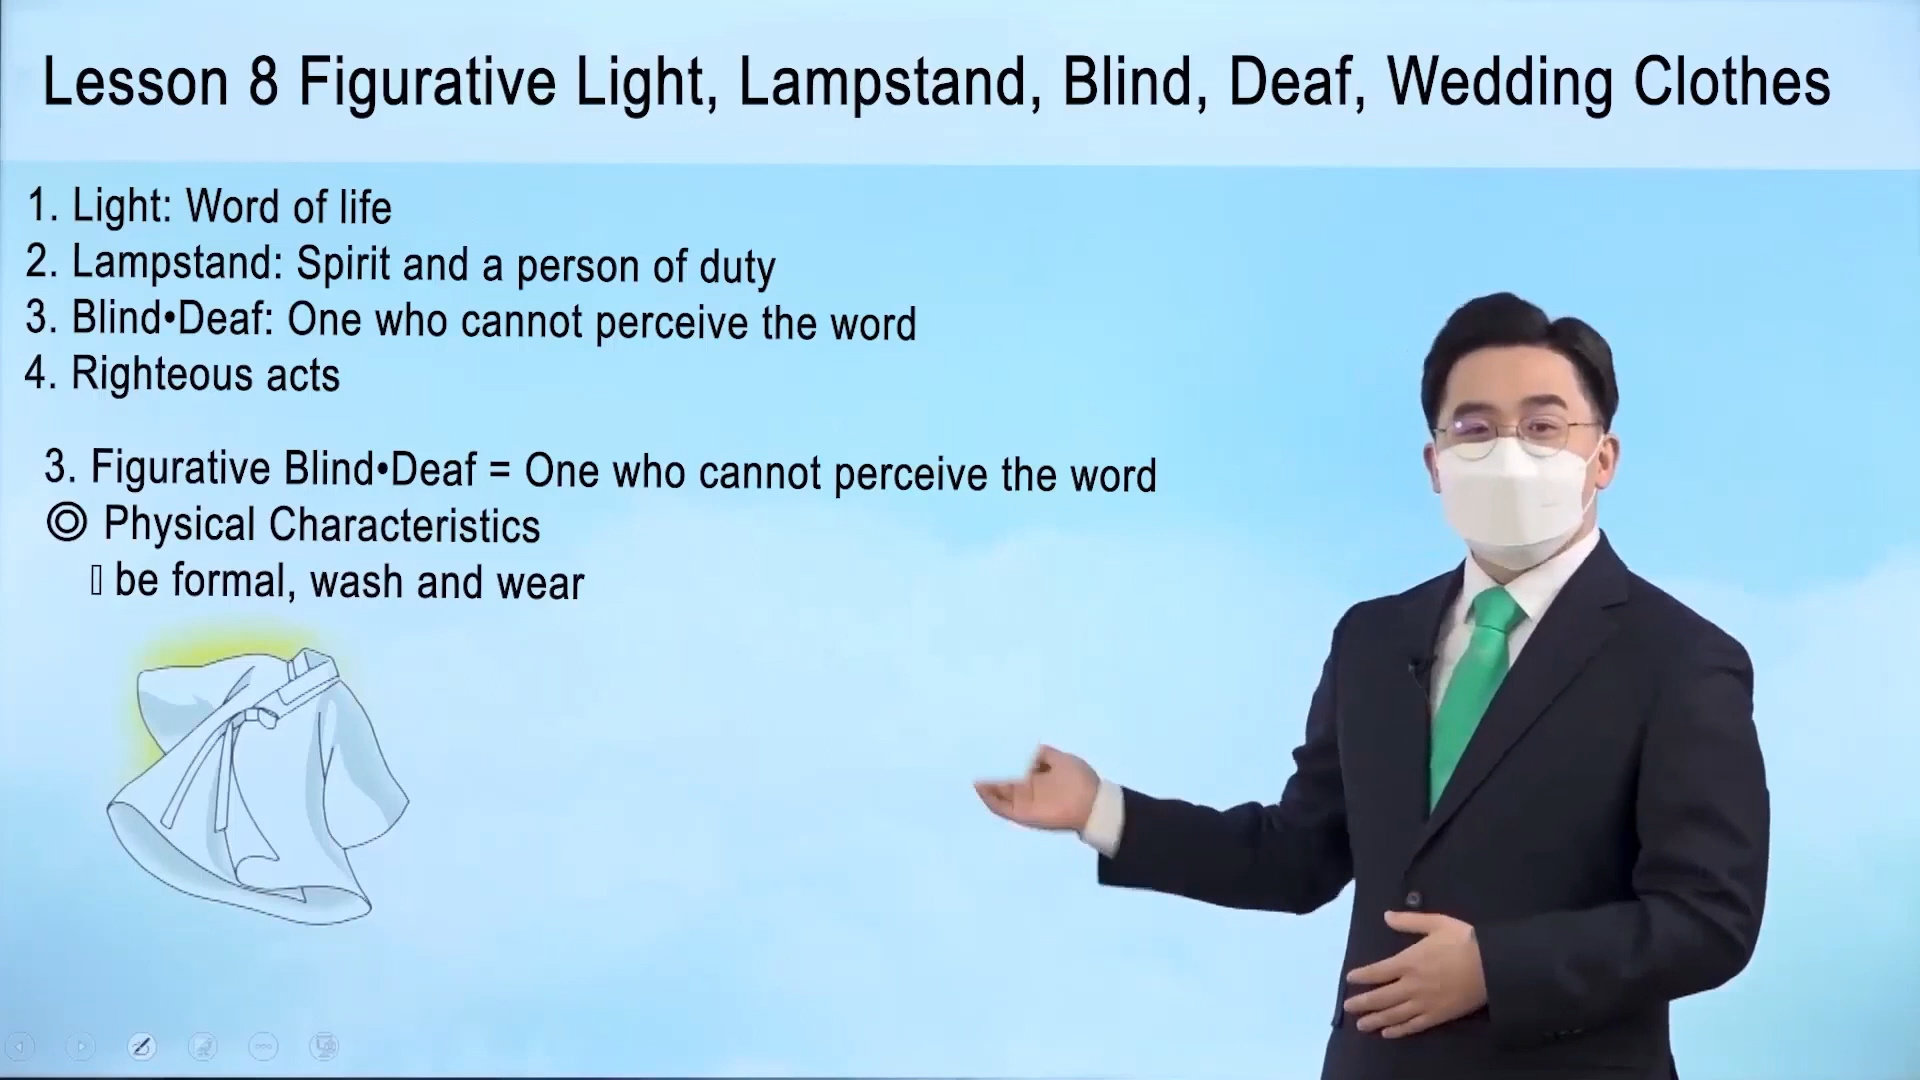 Lesson 8 Figurative Light, Lampstand, Blind, Deaf, Wedding Clothes
1. Light: Word of life
2. Lampstand: Spirit and a person of duty
3. Blind•Deaf: One who cannot perceive the word
4. Righteous acts
3. Figurative Blind•Deaf = One who cannot perceive the word
◎ Physical Characteristics
▯ be formal, wash and wear